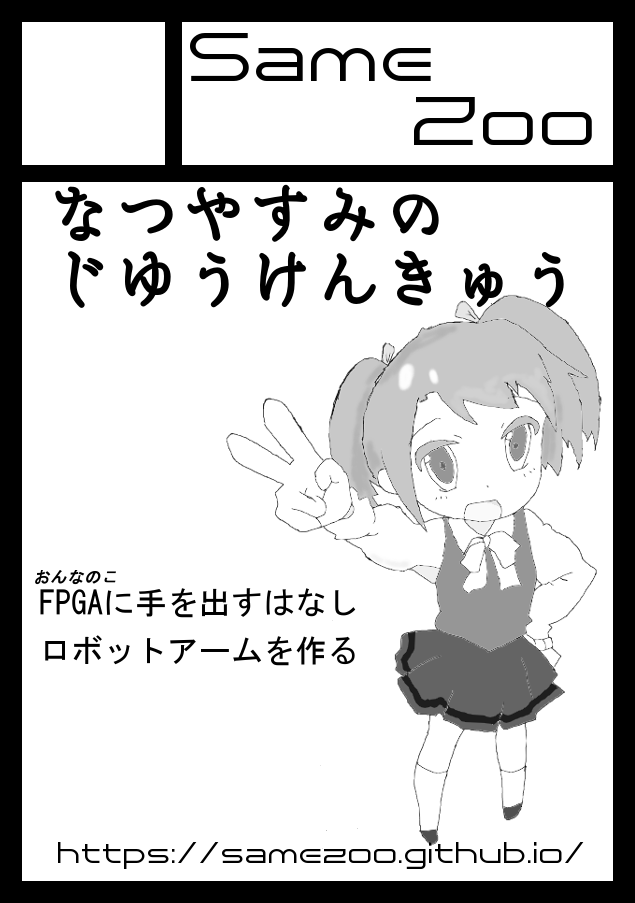 Same
Zoo
なつやすみの
じゆうけんきゅう
おんなのこ
FPGAに手を出すはなし
ロボットアームを作る
https://samezoo.github.io/